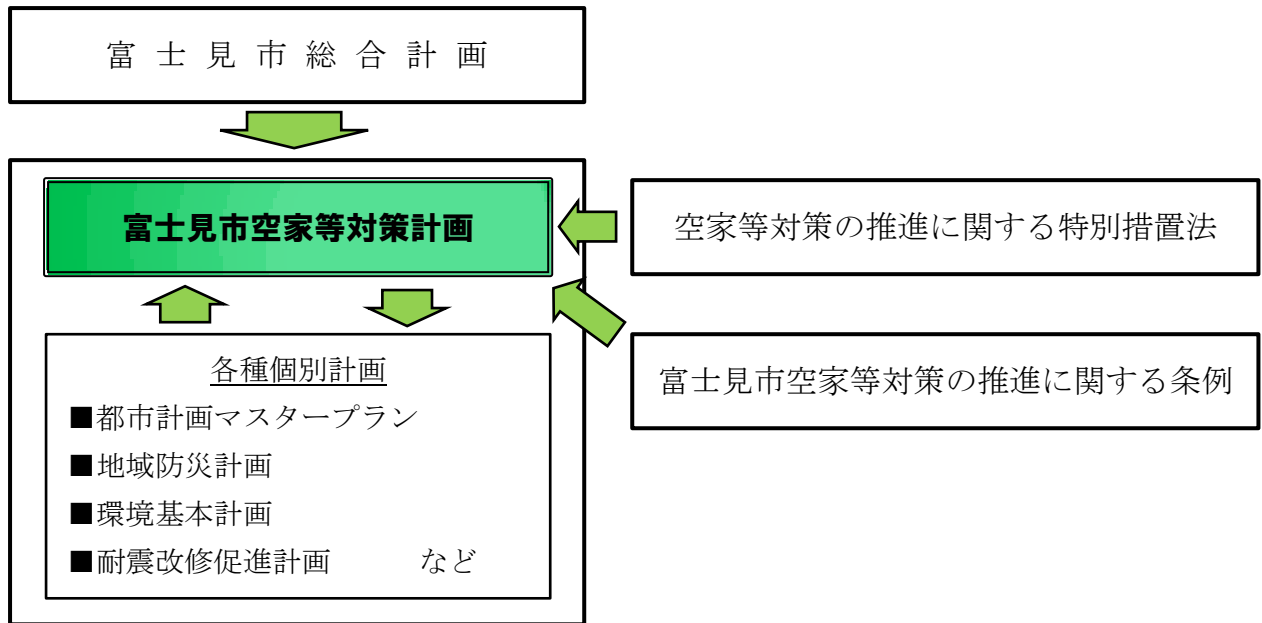 富士見市総合計画
富士見市空家等対策計画
空家等対策の推進に関する特別措置法
富士見市空家等対策の推進に関する条例
各種個別計画
■都市計画マスタープラン
■地域防災計画
■環境基本計画
■耐震改修促進計画　　　など